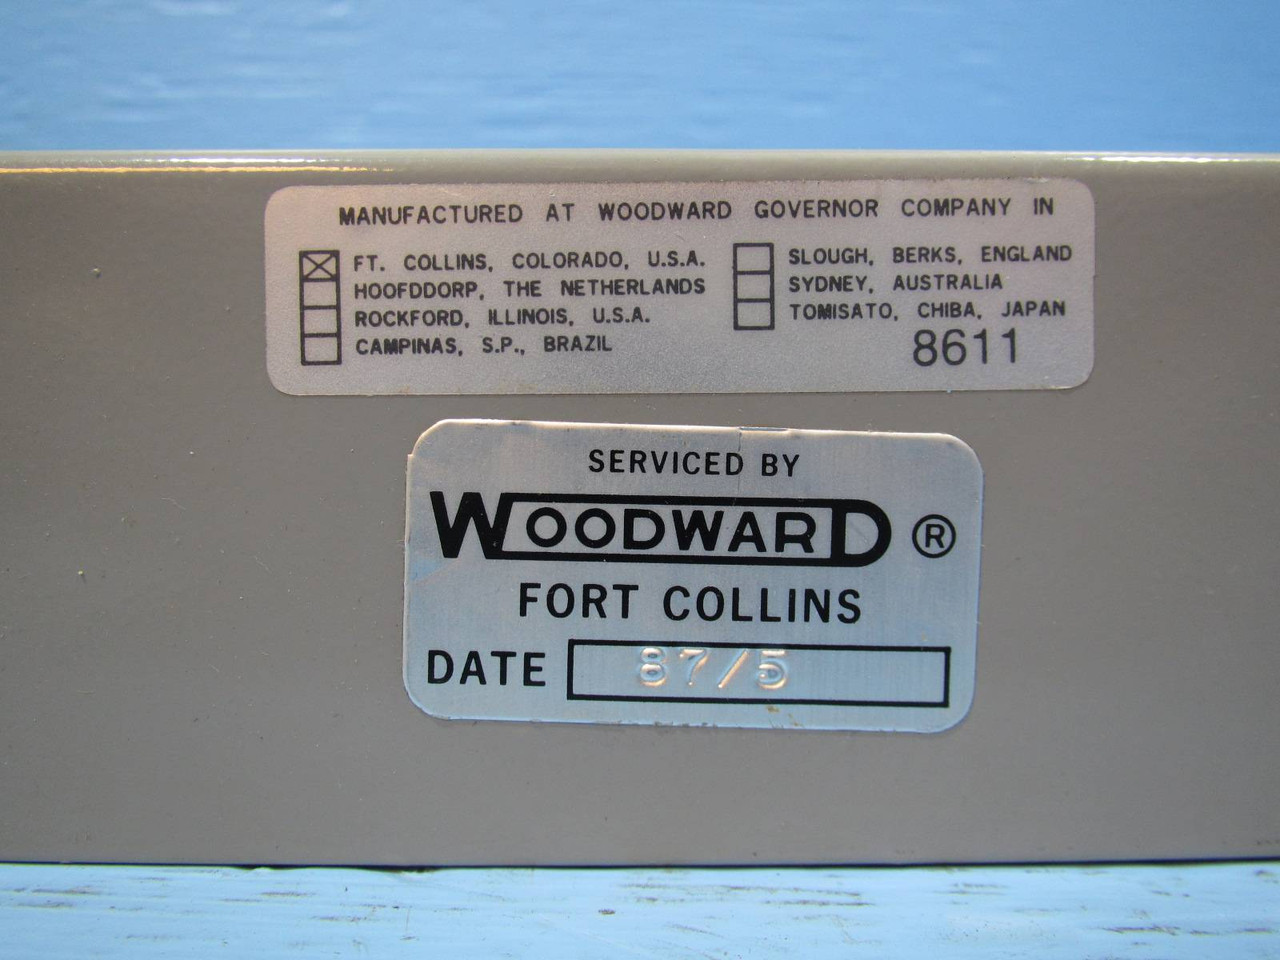 MANUFACTURED AT WOODWARD GOVERNOR COMPANY IN
FT. COLLINS, COLORADO, U.S.A.
HOOFDDORP, THE NETHERLANDS
ROCKFORD, ILLINOIS, U.S.A.
CAMPINAS, S.P., BRAZIL
SLOUGH, BERKS, ENGLAND
SYDNEY, AUSTRALIA
TOMISATO, CHIBA, JAPAN
8611
SERVICED BY
WOODWARD ®
FORT COLLINS
DATE 87/5